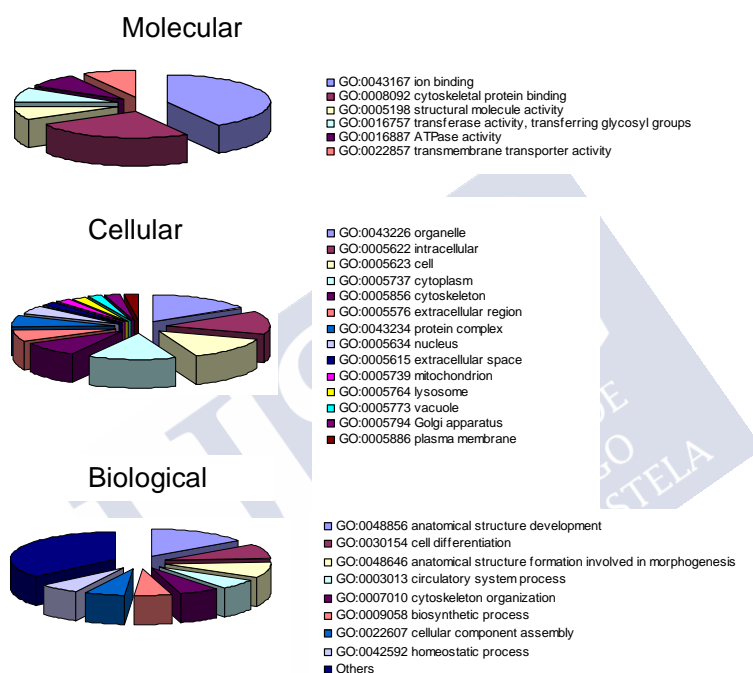 Molecular
GO:0043167 ion binding
GO:0008092 cytoskeletal protein binding
GO:0005198 structural molecule activity
GO:0016757 transferase activity, transferring glycosyl groups
GO:0016887 ATPase activity
GO:0022857 transmembrane transporter activity
Cellular
GO:0043226 organelle
GO:0005622 intracellular
GO:0005623 cell
GO:0005737 cytoplasm
GO:0005856 cytoskeleton
GO:0005576 extracellular region
GO:0043234 protein complex
GO:0005634 nucleus
GO:0005615 extracellular space
GO:0005739 mitochondrion
GO:0005764 lysosome
GO:0005773 vacuole
GO:0005794 Golgi apparatus
GO:0005886 plasma membrane
Biological
GO:0048856 anatomical structure development
GO:0030154 cell differentiation
GO:0048646 anatomical structure formation involved in morphogenesis
GO:0003013 circulatory system process
GO:0007010 cytoskeleton organization
GO:0009058 biosynthetic process
GO:0022607 cellular component assembly
GO:0042592 homeostatic process
Others